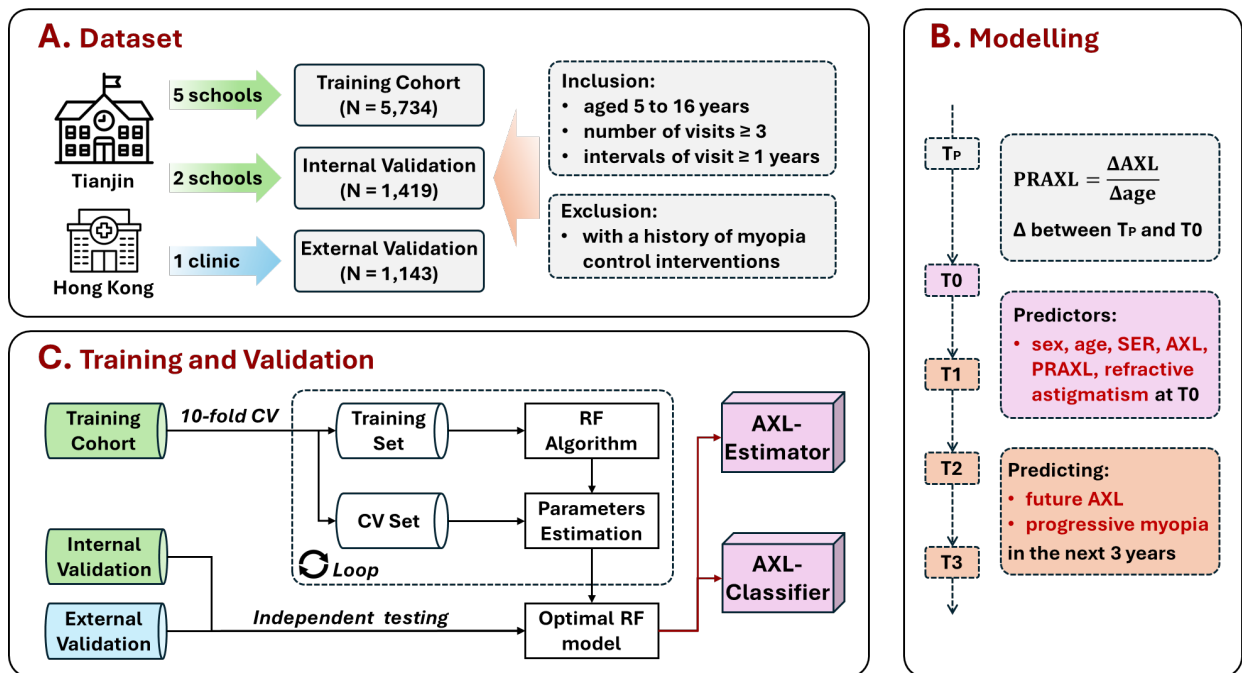 A. Dataset
5 schools
2 schools
Tianjin
1 clinic
Hong Kong
Training Cohort
(N = 5,734)
Internal Validation
(N = 1,419)
External Validation
(N = 1,143)
Inclusion:
• aged 5 to 16 years
• number of visits ≥ 3
• intervals of visit ≥ 1 years
Exclusion:
• with a history of myopia
control interventions
B. Modelling
TP
T0
T1
T2
T3
PRAXL = ΔAXL / Δage
Δ between TP and T0
Predictors:
• sex, age, SER, AXL,
PRAXL, refractive
astigmatism at T0
Predicting:
• future AXL
• progressive myopia
in the next 3 years
C. Training and Validation
Training
Cohort
10-fold CV
Training
Set
RF
Algorithm
CV Set
Parameters
Estimation
Loop
Internal
Validation
External
Validation
Independent testing
Optimal RF
model
AXL-
Estimator
AXL-
Classifier